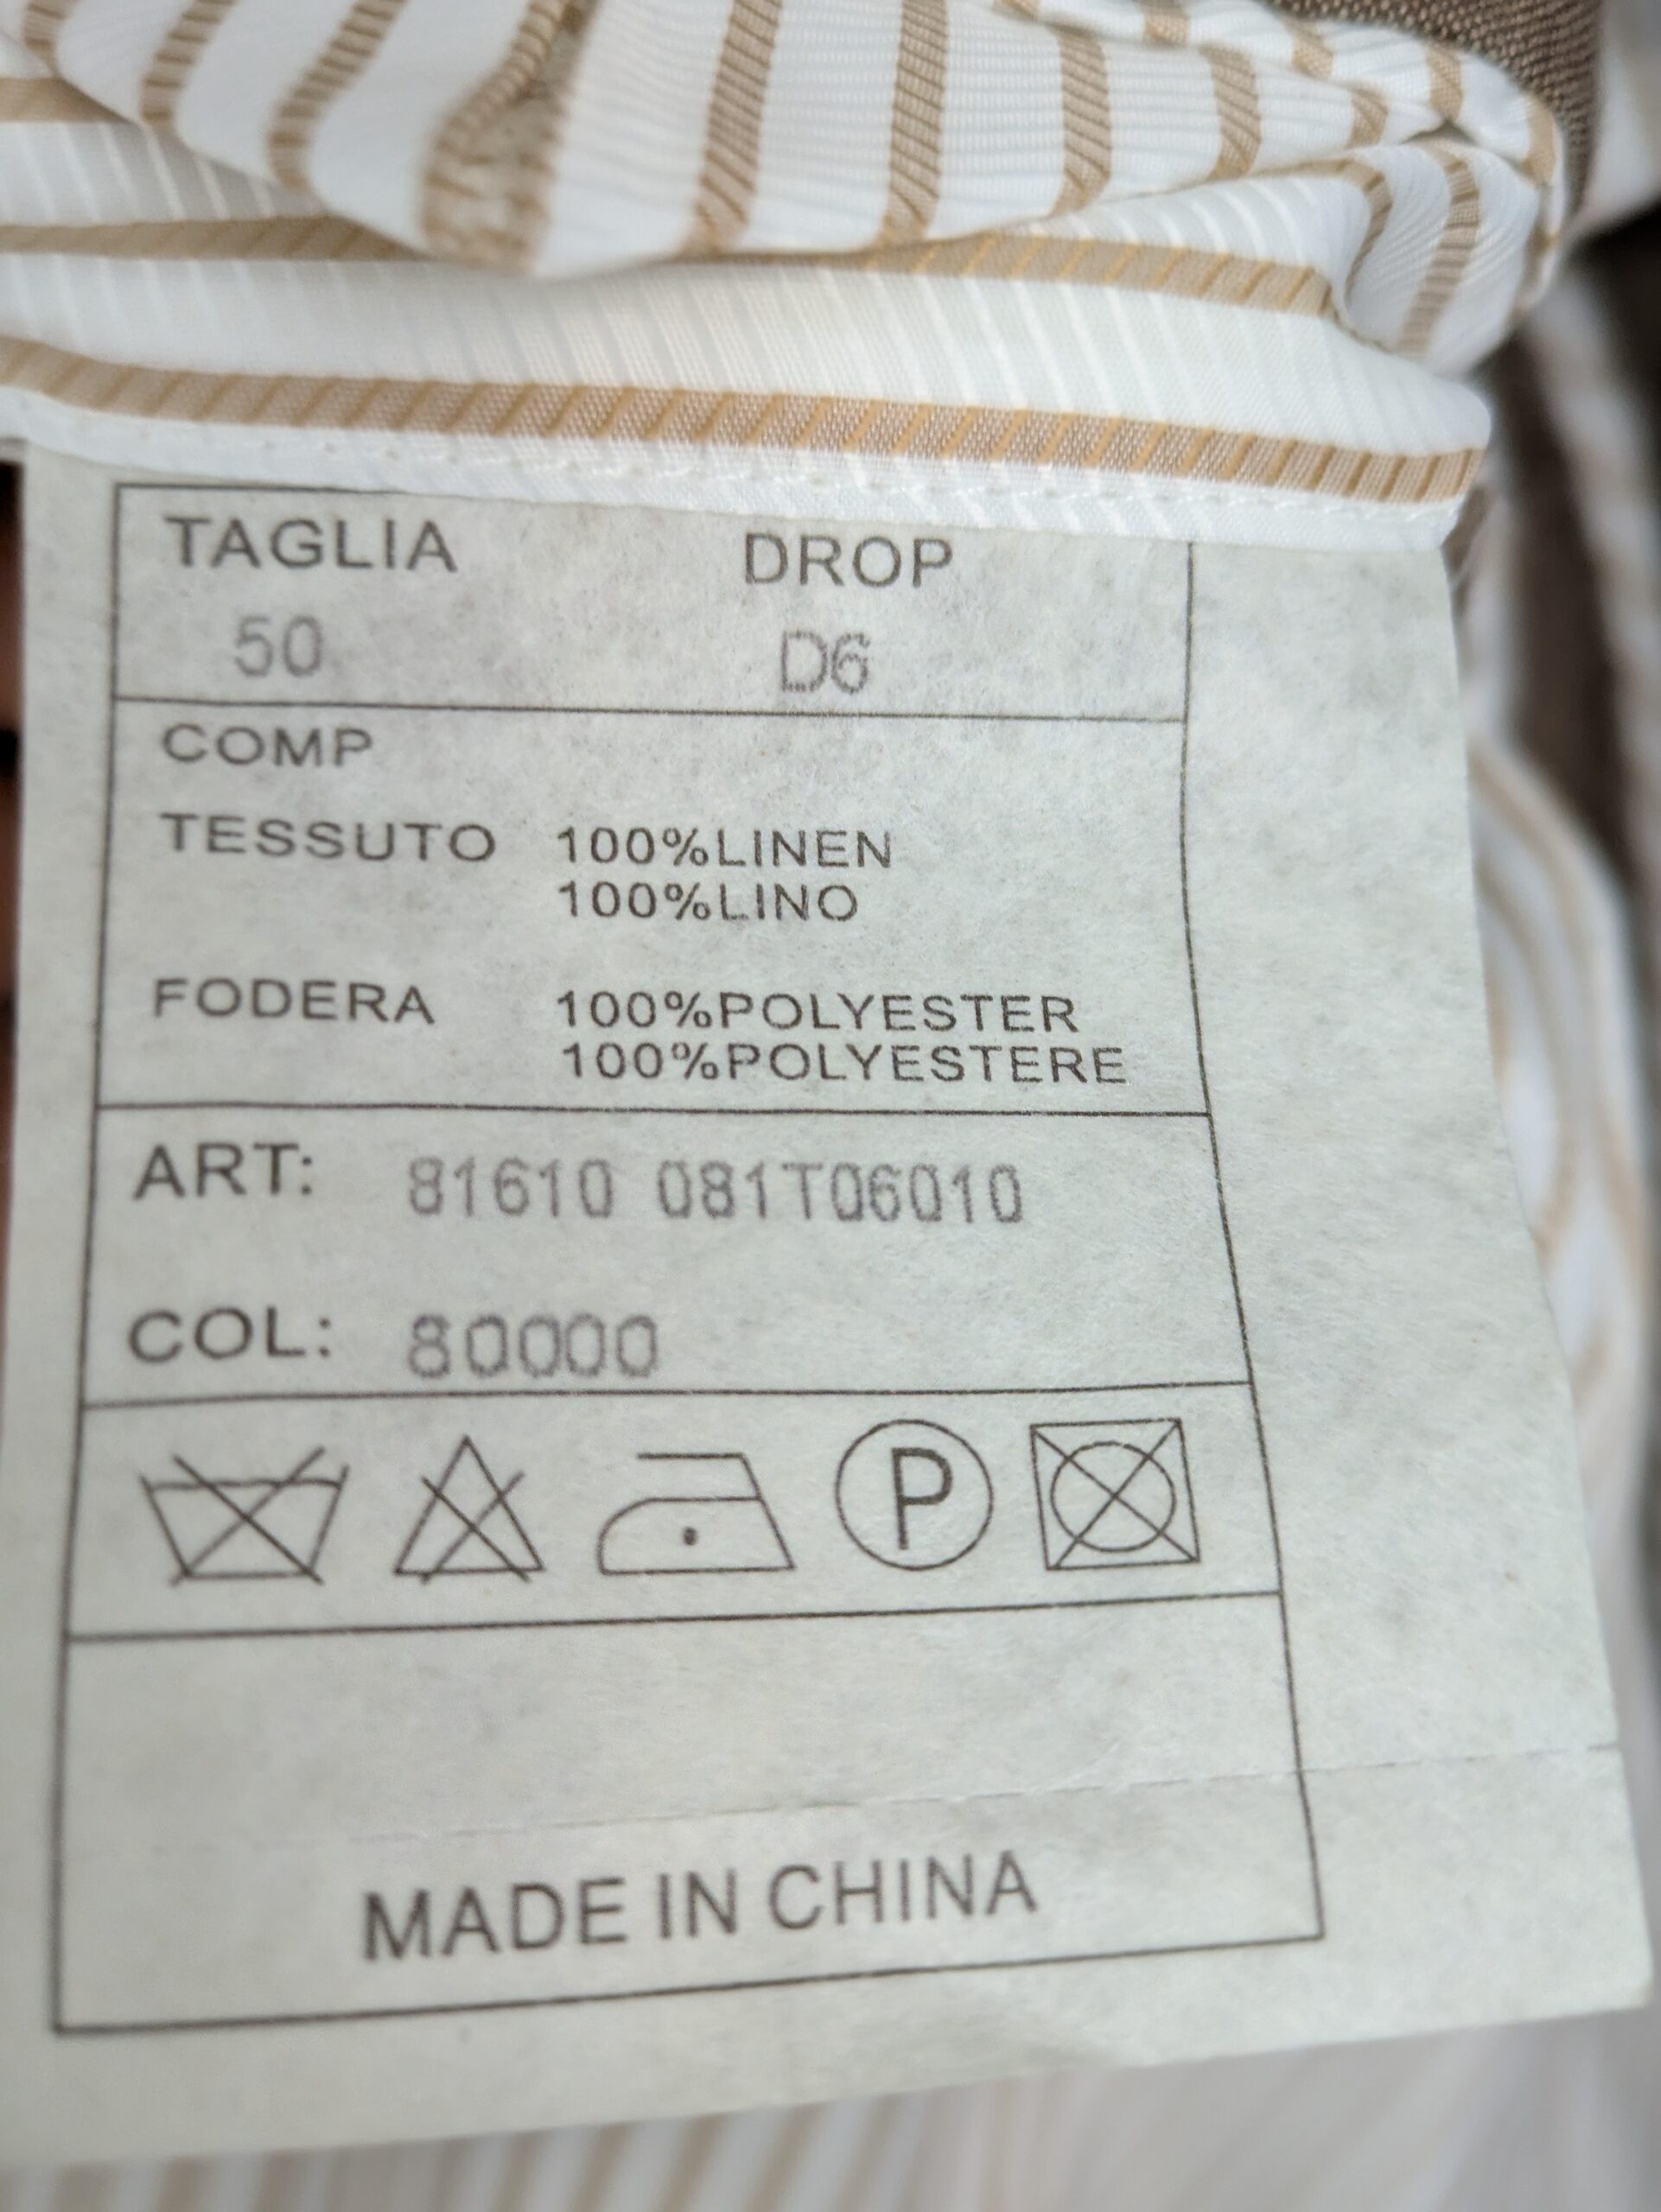 TAGLIA DROP
50 D6
COMP
TESSUTO 100%LINEN
100%LINO
FODERA 100%POLYESTER
100%POLYESTERE
ART: 81610 081T06010
COL: 80000
P
MADE IN CHINA